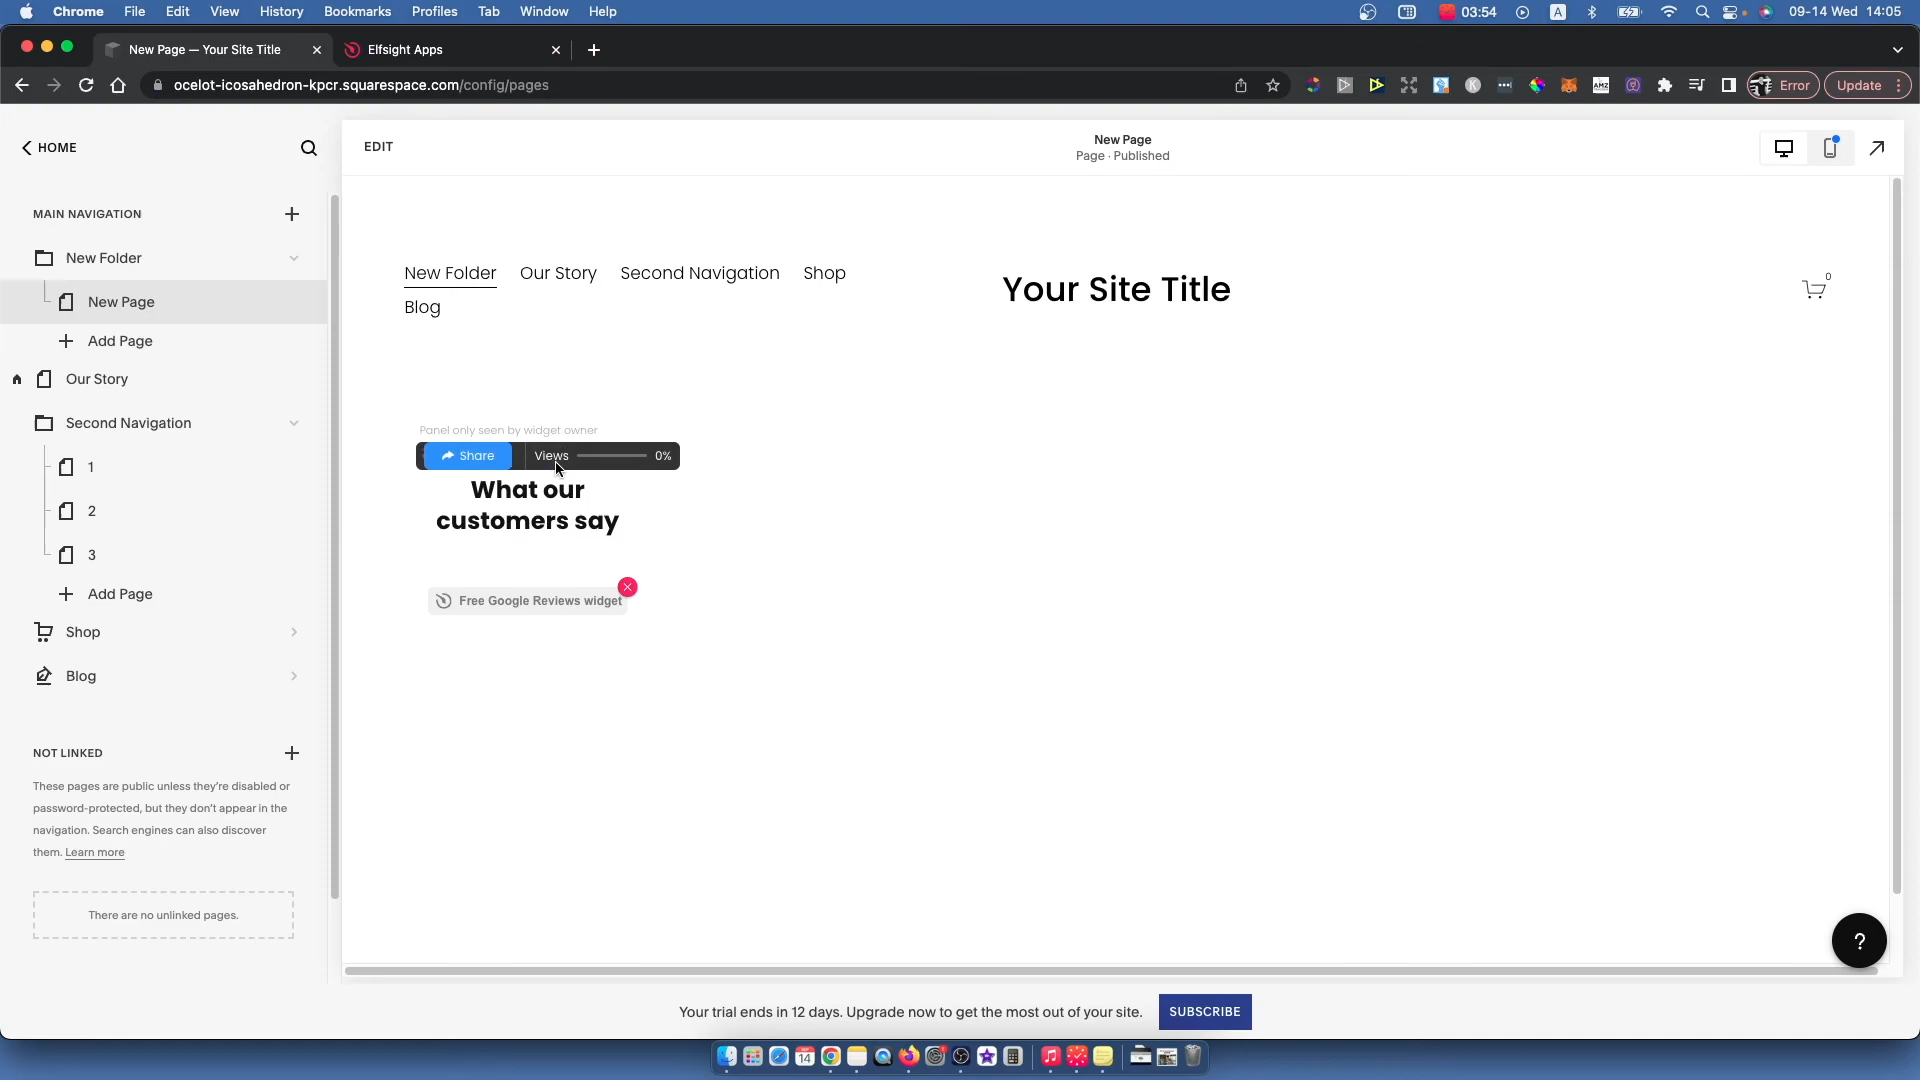 Chrome File Edit View History Bookmarks Profiles Tab Window Help
03:54 A 09-14 Wed 14:05
New Page — Your Site Title
Elfsight Apps
ocelot-icosahedron-kpcr.squarespace.com/config/pages
K
AMZ
Error
Update
HOME
EDIT
New Page
Page · Published
MAIN NAVIGATION
New Folder
New Page
Add Page
Our Story
Second Navigation
1
2
3
Add Page
Shop
Blog
NOT LINKED
These pages are public unless they're disabled or
password-protected, but they don't appear in the
navigation. Search engines can also discover
them. Learn more
There are no unlinked pages.
New Folder Our Story Second Navigation Shop
Blog
Your Site Title
0
Panel only seen by widget owner
Share Views 0%
What our
customers say
Free Google Reviews widget
?
Your trial ends in 12 days. Upgrade now to get the most out of your site.
SUBSCRIBE
14